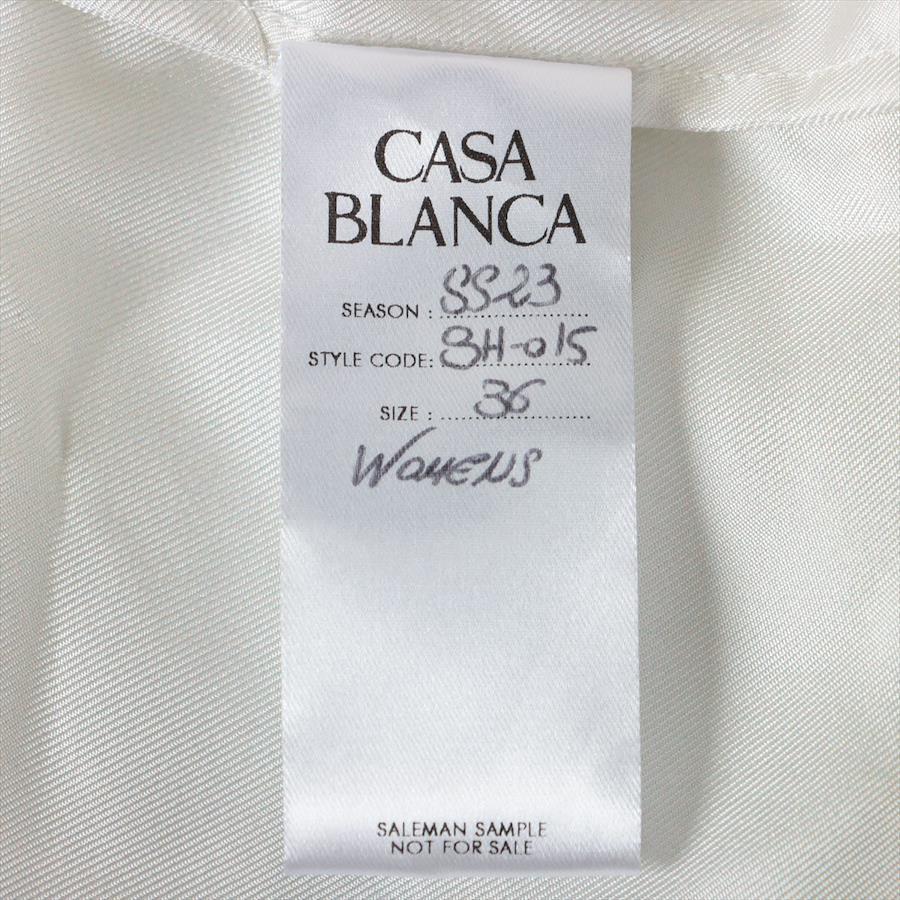 CASA
BLANCA
SEASON : SS23
STYLE CODE: SH-015
SIZE : 36
WOMENS
SALEMAN SAMPLE
NOT FOR SALE